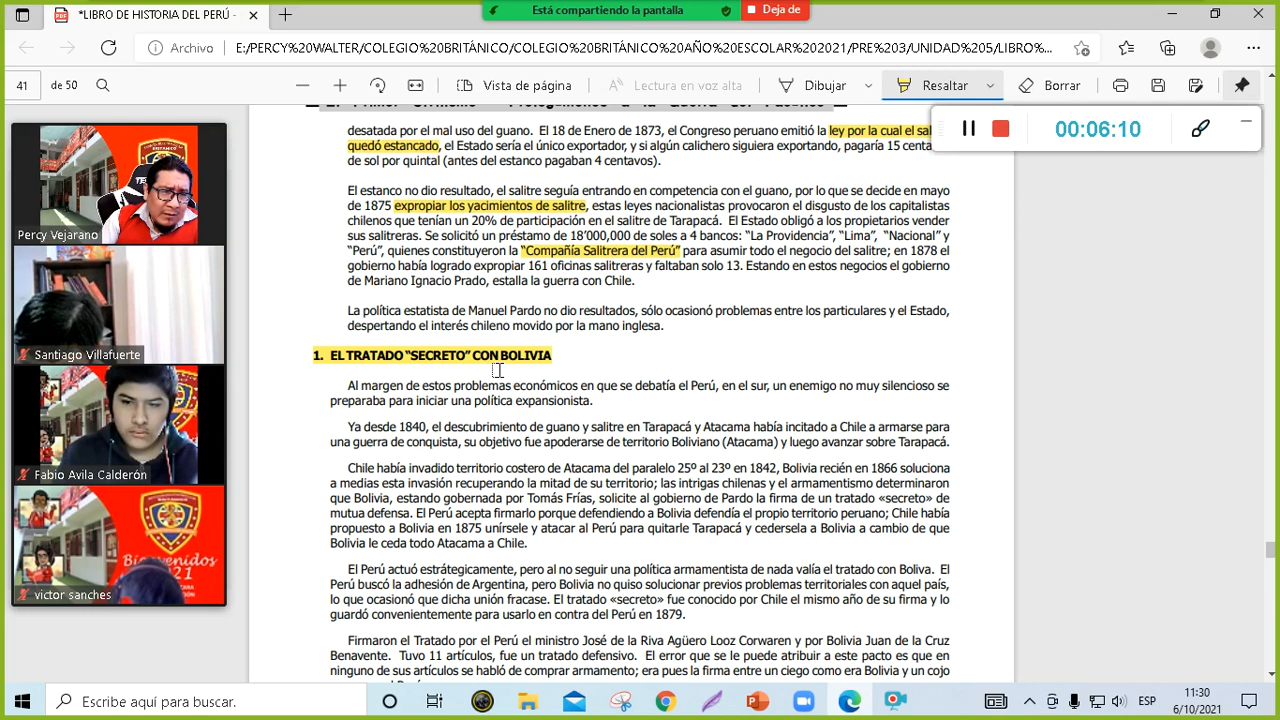 *LIBRO DE HISTORIA DEL PERÚ -
Está compartiendo la pantalla
Deja de
Archivo
E:/PERCY%20WALTER/COLEGIO%20BRITÁNICO/COLEGIO%20BRITÁNICO%20AÑO%20ESCOLAR%202021/PRE%203/UNIDAD%205/LIBRO%...
41
de 50
Vista de página
Lectura en voz alta
Dibujar
Resaltar
Borrar
00:06:10
desatada por el mal uso del guano. El 18 de Enero de 1873, el Congreso peruano emitió la ley por la cual el sal
quedó estancado, el Estado sería el único exportador, y si algún calichero siguiera exportando, pagaría 15 centa
de sol por quintal (antes del estanco pagaban 4 centavos).
El estanco no dio resultado, el salitre seguía entrando en competencia con el guano, por lo que se decide en mayo
de 1875 expropiar los yacimientos de salitre, estas leyes nacionalistas provocaron el disgusto de los capitalistas
chilenos que tenían un 20% de participación en el salitre de Tarapacá. El Estado obligó a los propietarios vender
sus salitreras. Se solicitó un préstamo de 18'000,000 de soles a 4 bancos: "La Providencia", "Lima", "Nacional" y
"Perú", quienes constituyeron la "Compañía Salitrera del Perú" para asumir todo el negocio del salitre; en 1878 el
gobierno había logrado expropiar 161 oficinas salitreras y faltaban solo 13. Estando en estos negocios el gobierno
de Mariano Ignacio Prado, estalla la guerra con Chile.
La política estatista de Manuel Pardo no dio resultados, sólo ocasionó problemas entre los particulares y el Estado,
despertando el interés chileno movido por la mano inglesa.
1. EL TRATADO "SECRETO" CON BOLIVIA
Al margen de estos problemas económicos en que se debatía el Perú, en el sur, un enemigo no muy silencioso se
preparaba para iniciar una política expansionista.
Ya desde 1840, el descubrimiento de guano y salitre en Tarapacá y Atacama había incitado a Chile a armarse para
una guerra de conquista, su objetivo fue apoderarse de territorio Boliviano (Atacama) y luego avanzar sobre Tarapacá.
Chile había invadido territorio costero de Atacama del paralelo 25º al 23º en 1842, Bolivia recién en 1866 soluciona
a medias esta invasión recuperando la mitad de su territorio; las intrigas chilenas y el armamentismo determinaron
que Bolivia, estando gobernada por Tomás Frías, solicite al gobierno de Pardo la firma de un tratado «secreto» de
mutua defensa. El Perú acepta firmarlo porque defendiendo a Bolivia defendía el propio territorio peruano; Chile había
propuesto a Bolivia en 1875 unírsele y atacar al Perú para quitarle Tarapacá y cedersela a Bolivia a cambio de que
Bolivia le ceda todo Atacama a Chile.
El Perú actuó estrátegicamente, pero al no seguir una política armamentista de nada valía el tratado con Boliva. El
Perú buscó la adhesión de Argentina, pero Bolivia no quiso solucionar previos problemas territoriales con aquel país,
lo que ocasionó que dicha unión fracase. El tratado «secreto» fue conocido por Chile el mismo año de su firma y lo
guardó convenientemente para usarlo en contra del Perú en 1879.
Firmaron el Tratado por el Perú el ministro José de la Riva Agüero Looz Corwaren y por Bolivia Juan de la Cruz
Benavente. Tuvo 11 artículos, fue un tratado defensivo. El error que se le puede atribuir a este pacto es que en
ninguno de sus artículos se habló de comprar armamento; era pues la firma entre un ciego como era Bolivia y un cojo
Percy Vejarano
Santiago Villafuerte
Fabio Avila Calderón
Bienvenidos
2021
victor sanches
Escribe aquí para buscar.
ESP
11:30
6/10/2021